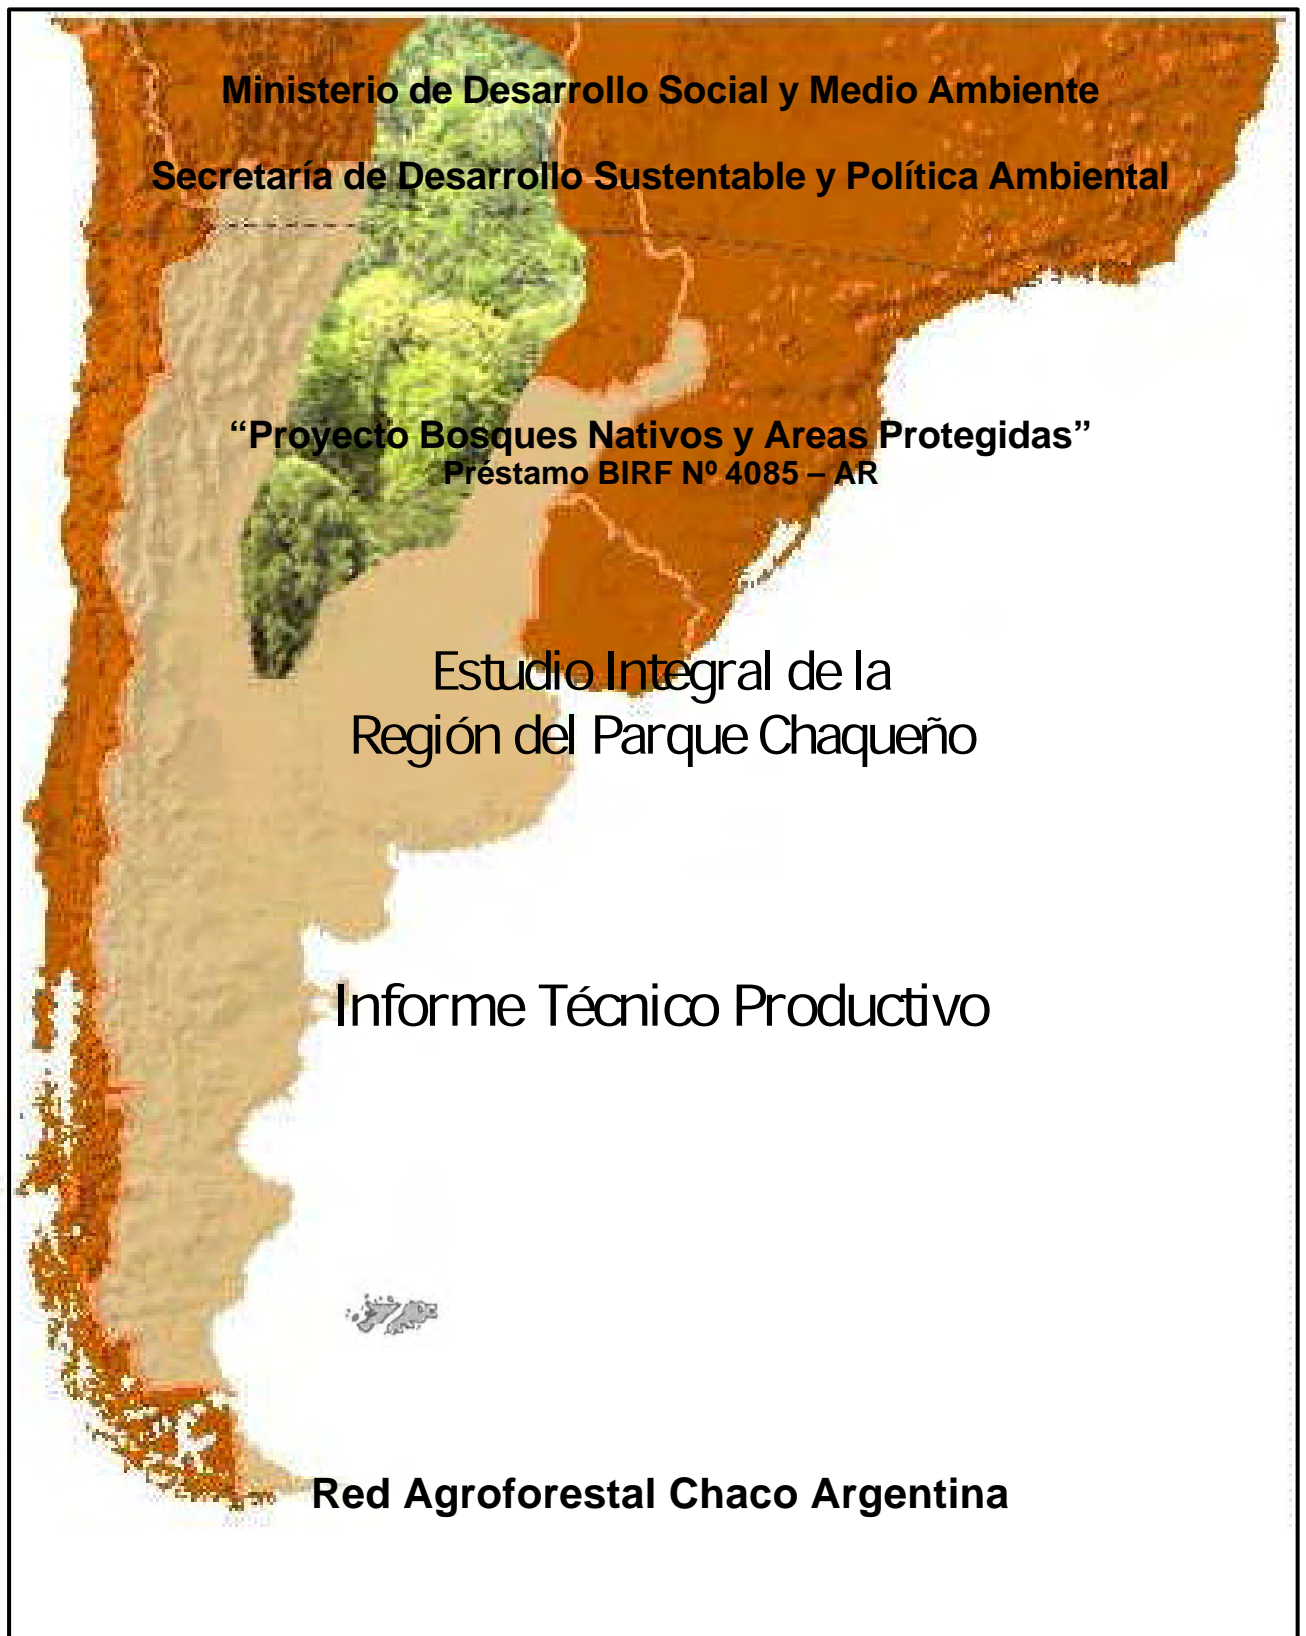 Ministerio de Desarrollo Social y Medio Ambiente
Secretaría de Desarrollo Sustentable y Política Ambiental
“Proyecto Bosques Nativos y Areas Protegidas”
Préstamo BIRF Nº 4085 – AR
Estudio Integral de la
Región del Parque Chaqueño
Informe Técnico Productivo
Red Agroforestal Chaco Argentina